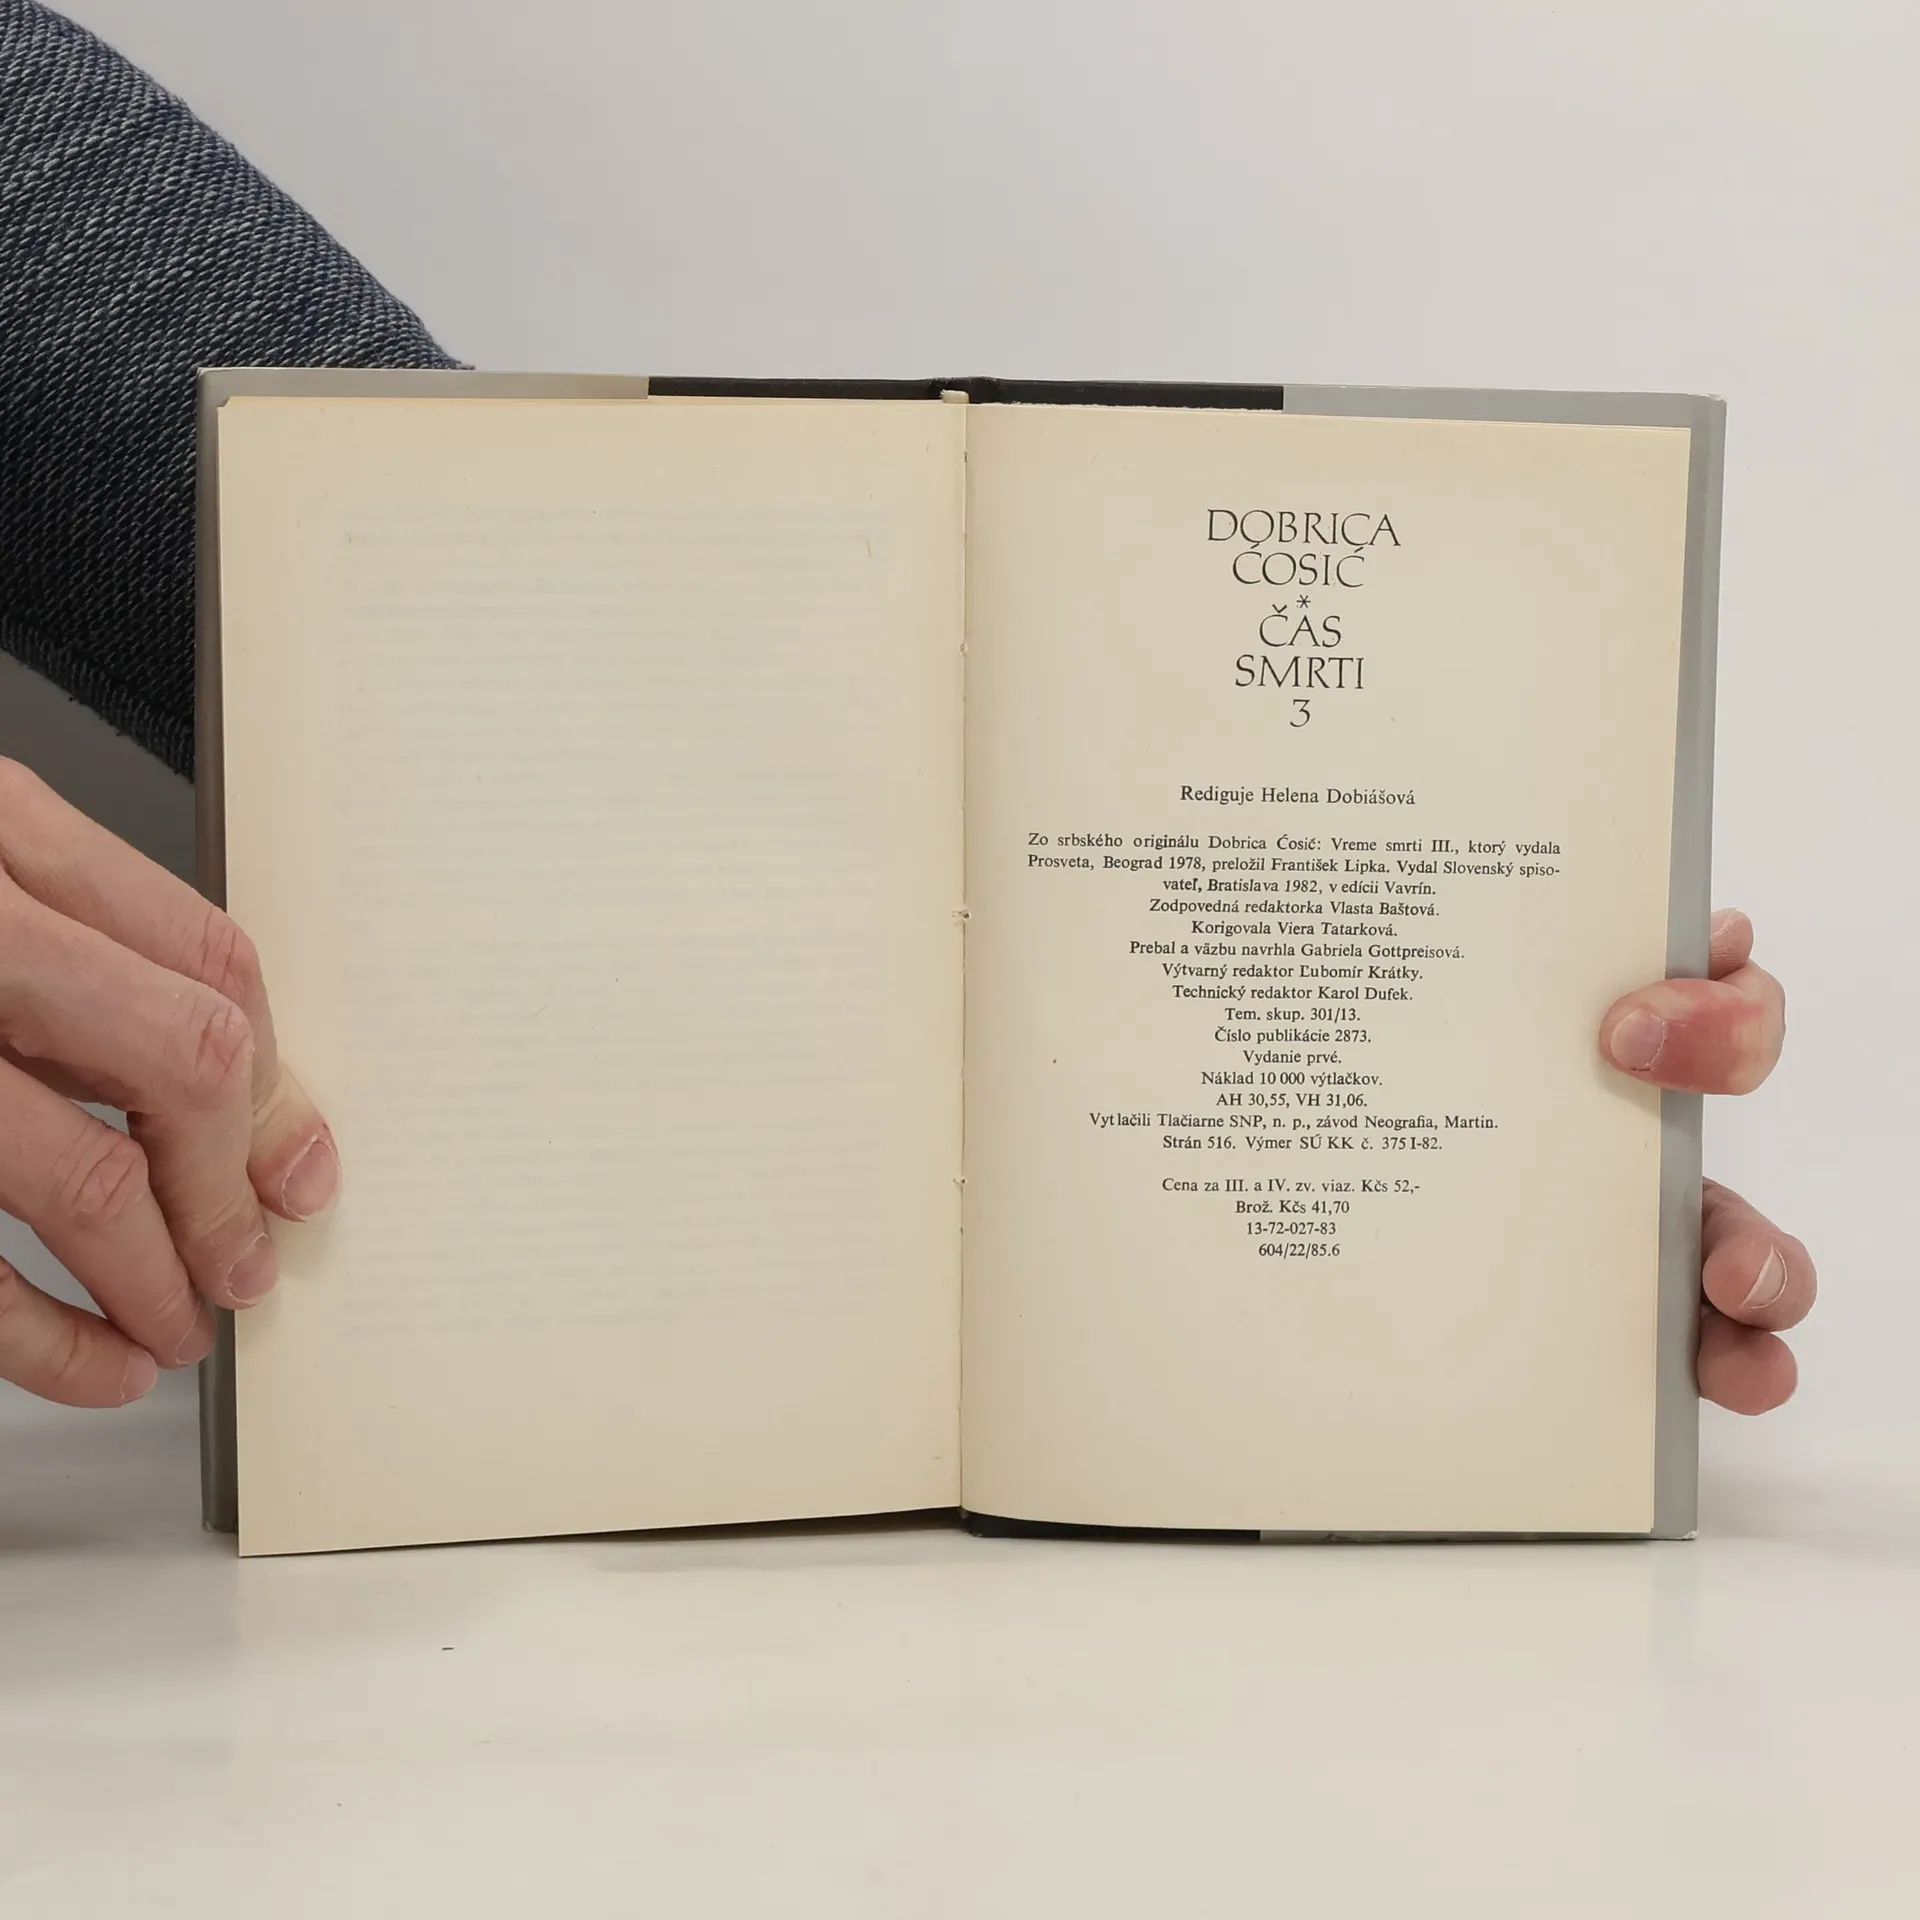 DOBRICA
ĆOSIĆ
*
ČAS
SMRTI
3
Rediguje Helena Dobiášová
Zo srbského originálu Dobrica Ćosić: Vreme smrti III., ktorý vydala
Prosveta, Beograd 1978, preložil František Lipka. Vydal Slovenský spiso-
vateľ, Bratislava 1982, v edícii Vavrín.
Zodpovedná redaktorka Vlasta Baštová.
Korigovala Viera Tatarková.
Prebal a väzbu navrhla Gabriela Gottpreisová.
Výtvarný redaktor Ľubomír Krátky.
Technický redaktor Karol Dufek.
Tem. skup. 301/13.
Číslo publikácie 2873.
Vydanie prvé.
Náklad 10 000 výtlačkov.
AH 30,55, VH 31,06.
Vytlačili Tlačiarne SNP, n. p., závod Neografia, Martin.
Strán 516. Výmer SÚ KK č. 375 I-82.
Cena za III. a IV. zv. viaz. Kčs 52,-
Brož. Kčs 41,70
13-72-027-83
604/22/85.6